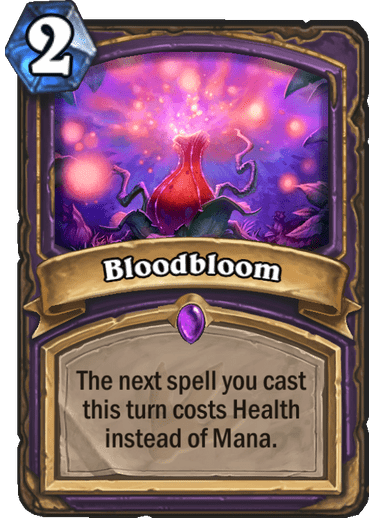 2
Bloodbloom
The next spell you cast
this turn costs Health
instead of Mana.